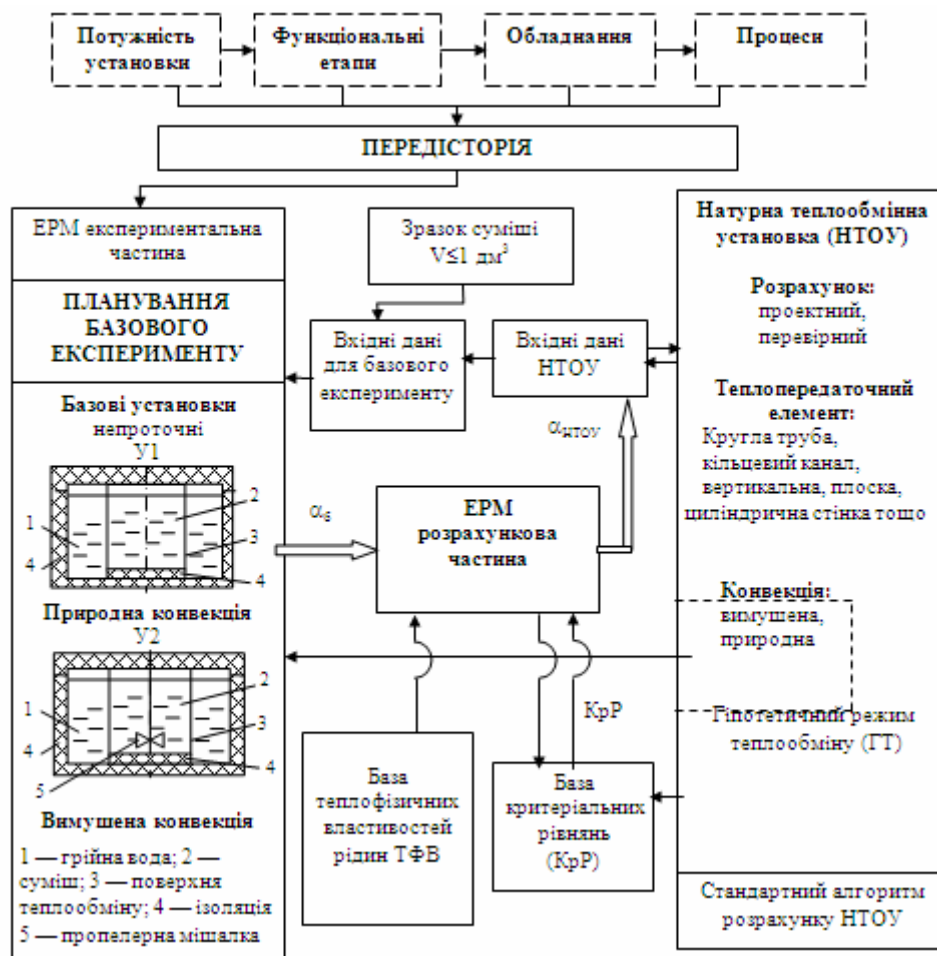 Потужність
установки
Функціональні
етапи
Обладнання
Процеси
ПЕРЕДІСТОРІЯ
ЕРМ експериментальна
частина
ПЛАНУВАННЯ
БАЗОВОГО
ЕКСПЕРИМЕНТУ
Базові установки
непроточні
У1
1
4
2
3
4
Природна конвекція
У2
1
4
5
2
3
4
Вимушена конвекція
1 — грійна вода; 2 —
суміш; 3 — поверхня
теплообміну; 4 — ізоляція
5 — пропелерна мішалка
Зразок суміші
V≤1 дм³
Вхідні дані
для базового
експерименту
Вхідні дані
НТОУ
α_НТОУ
α_б
ЕРМ
розрахункова
частина
КрР
База
теплофізичних
властивостей
рідин ТФВ
База
критеріальних
рівнянь
(КрР)
Натурна теплообмінна
установка (НТОУ)
Розрахунок:
проектний,
перевірний
Теплопередаточний
елемент:
Кругла труба,
кільцевий канал,
вертикальна, плоска,
циліндрична стінка тощо
Конвекція:
вимушена,
природна
Гіпотетичний режим
теплообміну (ГТ)
Стандартний алгоритм
розрахунку НТОУ